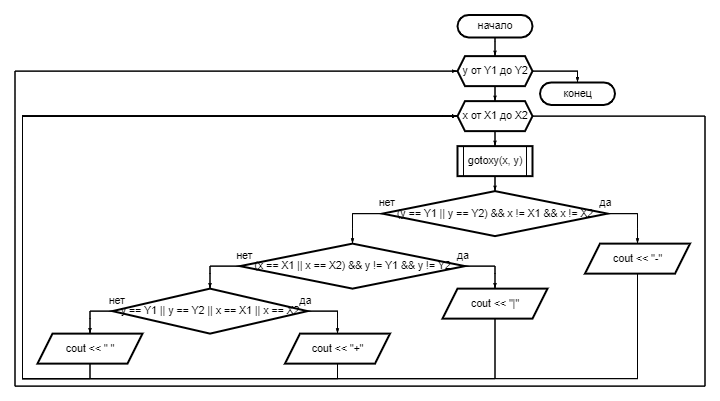 начало
y от Y1 до Y2
конец
x от X1 до X2
gotoxy(x, y)
нет
да
(y == Y1 || y == Y2) && x != X1 && x != X2
нет
да
cout << "-"
(x == X1 || x == X2) && y != Y1 && y != Y2
нет
да
cout << "|"
y == Y1 || y == Y2 || x == X1 || x == X2
cout << " "
cout << "+"